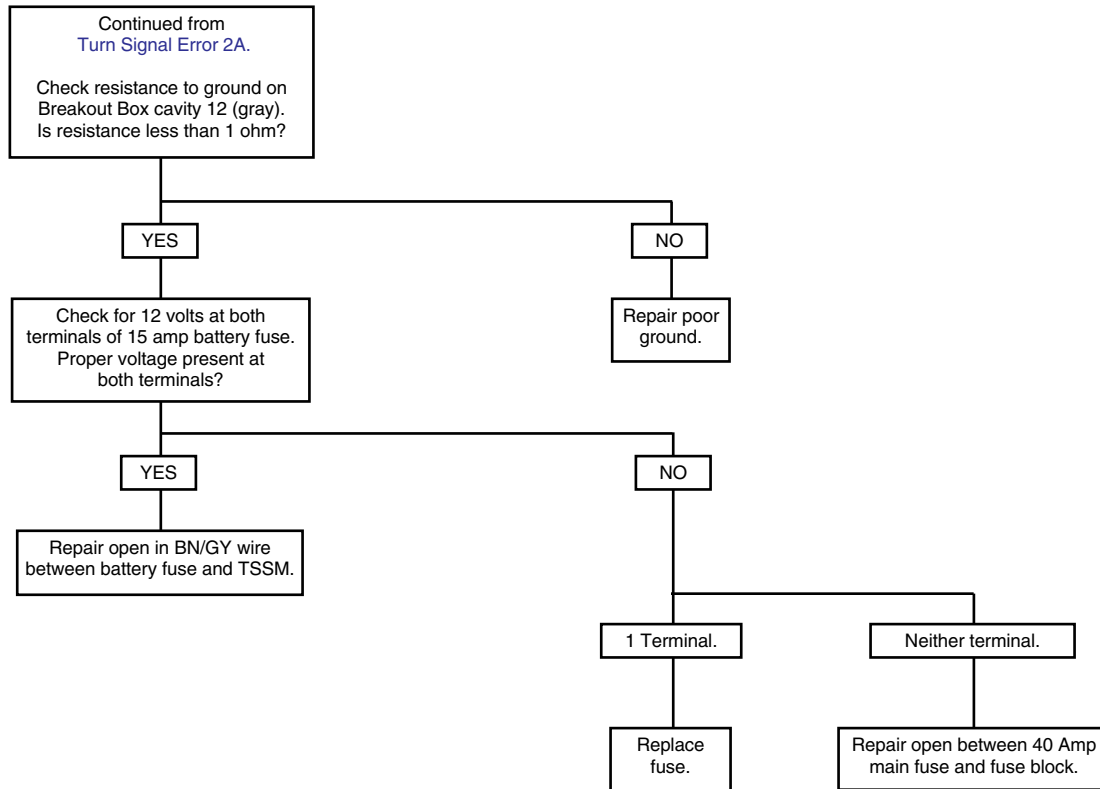 Continued from
Turn Signal Error 2A.
Check resistance to ground on
Breakout Box cavity 12 (gray).
Is resistance less than 1 ohm?
YES
NO
Check for 12 volts at both
terminals of 15 amp battery fuse.
Proper voltage present at
both terminals?
Repair poor
ground.
YES
NO
Repair open in BN/GY wire
between battery fuse and TSSM.
1 Terminal.
Neither terminal.
Replace
fuse.
Repair open between 40 Amp
main fuse and fuse block.